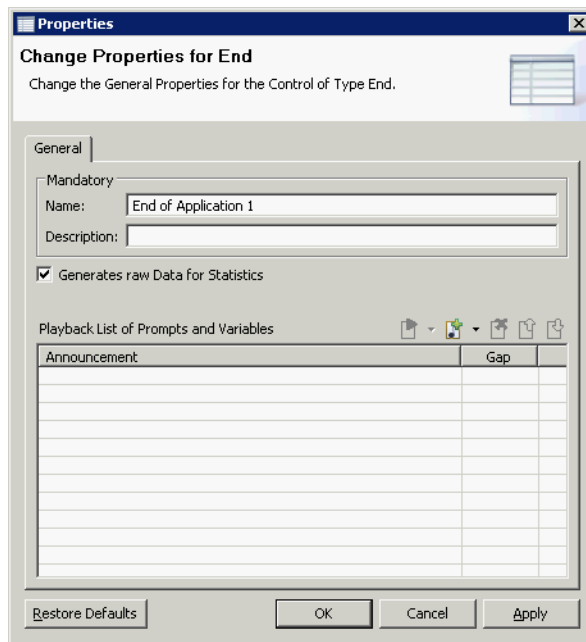 Properties
Change Properties for End
Change the General Properties for the Control of Type End.
General
Mandatory
Name: End of Application 1
Description:
Generates raw Data for Statistics
Playback List of Prompts and Variables
Announcement Gap
Restore Defaults OK Cancel Apply